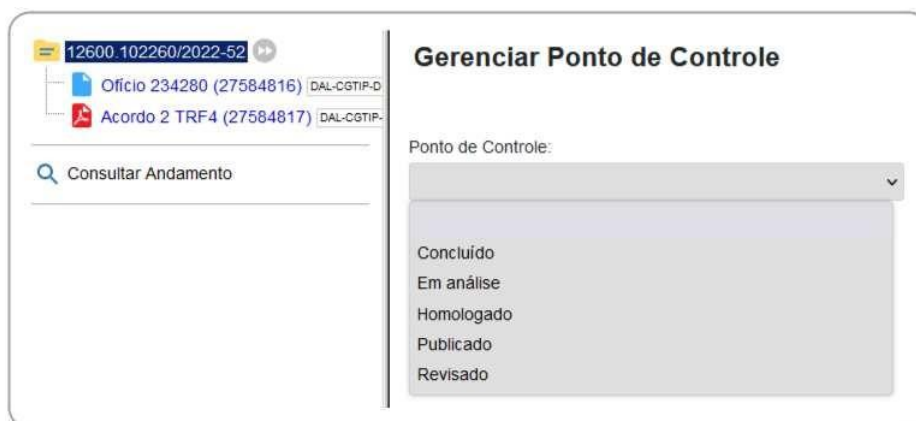 12600.102260/2022-52
Ofício 234280 (27584816) DAL-CGTIP-D
Acordo 2 TRF4 (27584817) DAL-CGTIP-
Consultar Andamento
Gerenciar Ponto de Controle
Ponto de Controle:
Concluído
Em análise
Homologado
Publicado
Revisado